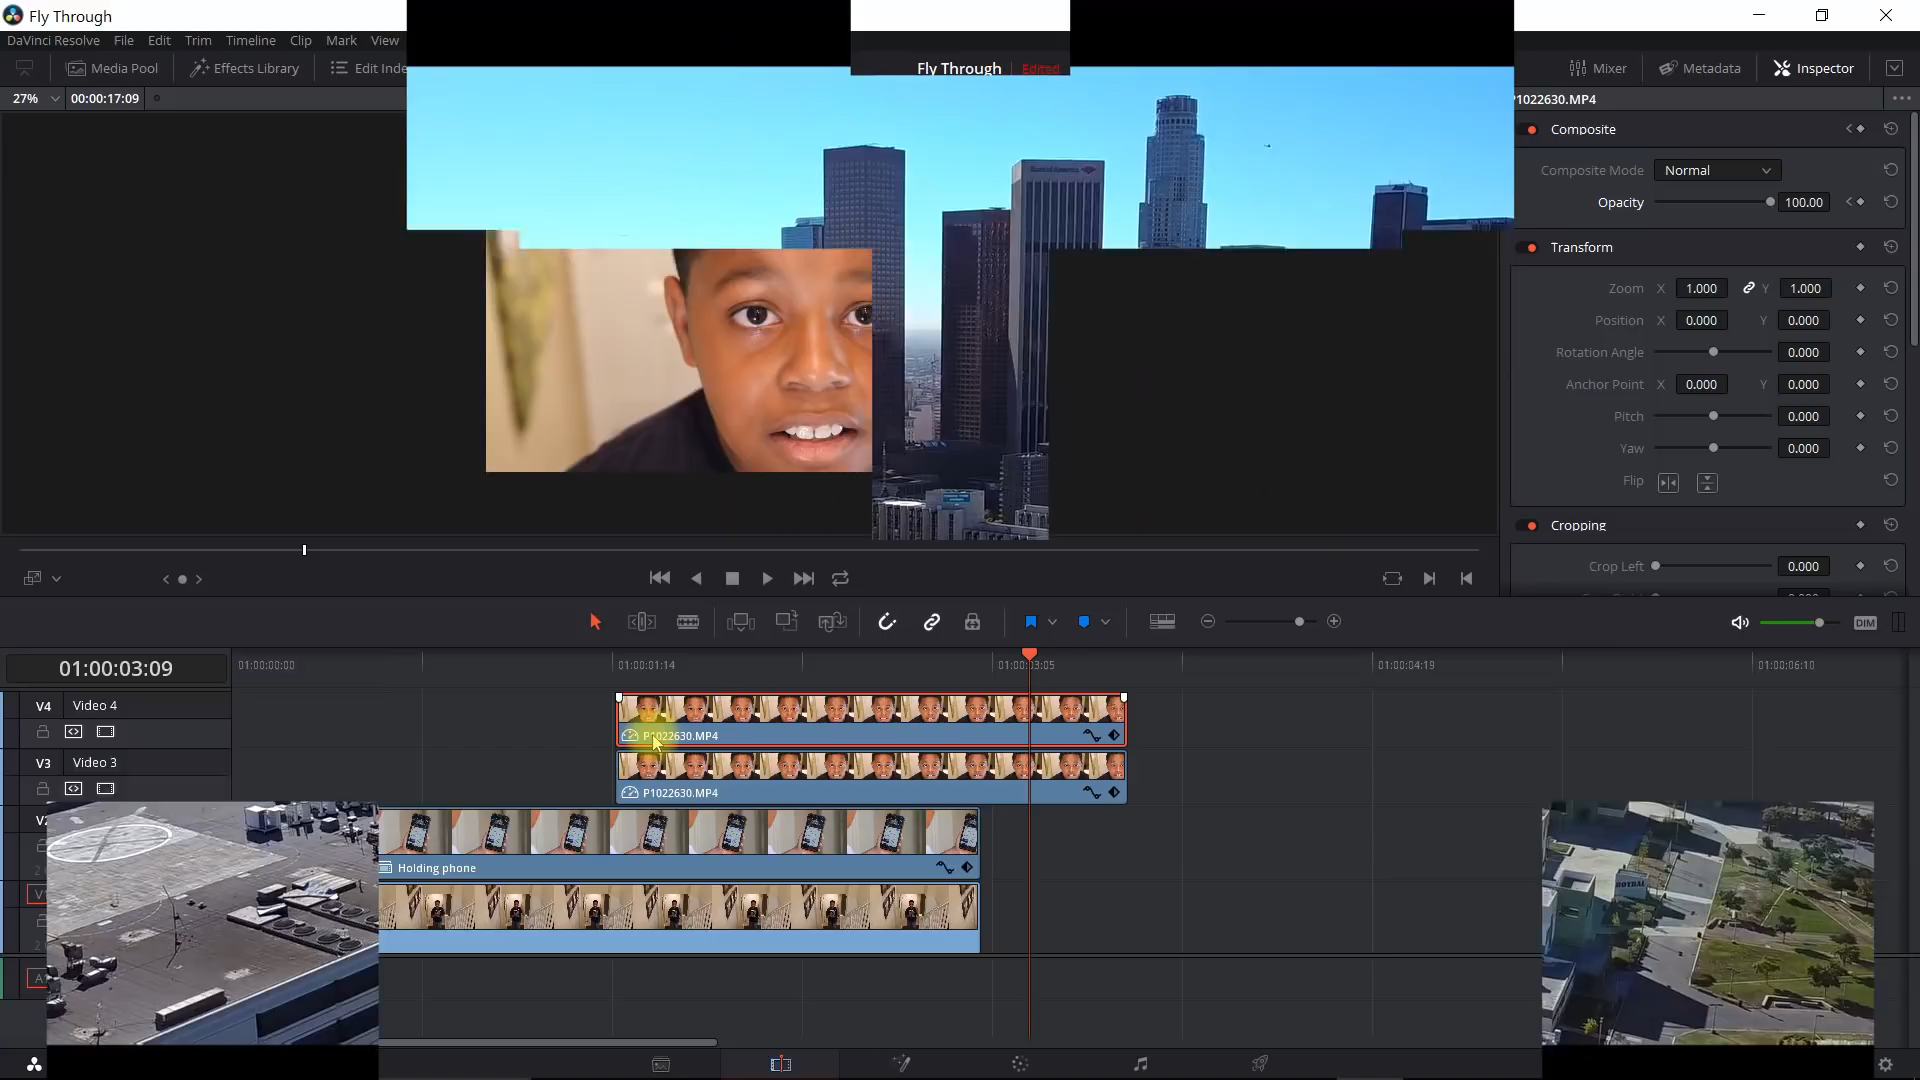 Fly Through
DaVinci Resolve File Edit Trim Timeline Clip Mark View
Media Pool Effects Library Edit Inde
Fly Through Edited
Mixer Metadata Inspector
27% 00:00:17:09
P1022630.MP4
Composite
Composite Mode Normal
Opacity 100.00
Transform
Zoom X 1.000 Y 1.000
Position X 0.000 Y 0.000
Rotation Angle 0.000
Anchor Point X 0.000 Y 0.000
Pitch 0.000
Yaw 0.000
Flip
Cropping
Crop Left 0.000
DIM
01:00:03:09
01:00:00:00 01:00:01:14 01:00:03:05 01:00:04:19 01:00:06:10
V4 Video 4
P1022630.MP4
V3 Video 3
P1022630.MP4
Holding phone
ROYBAL